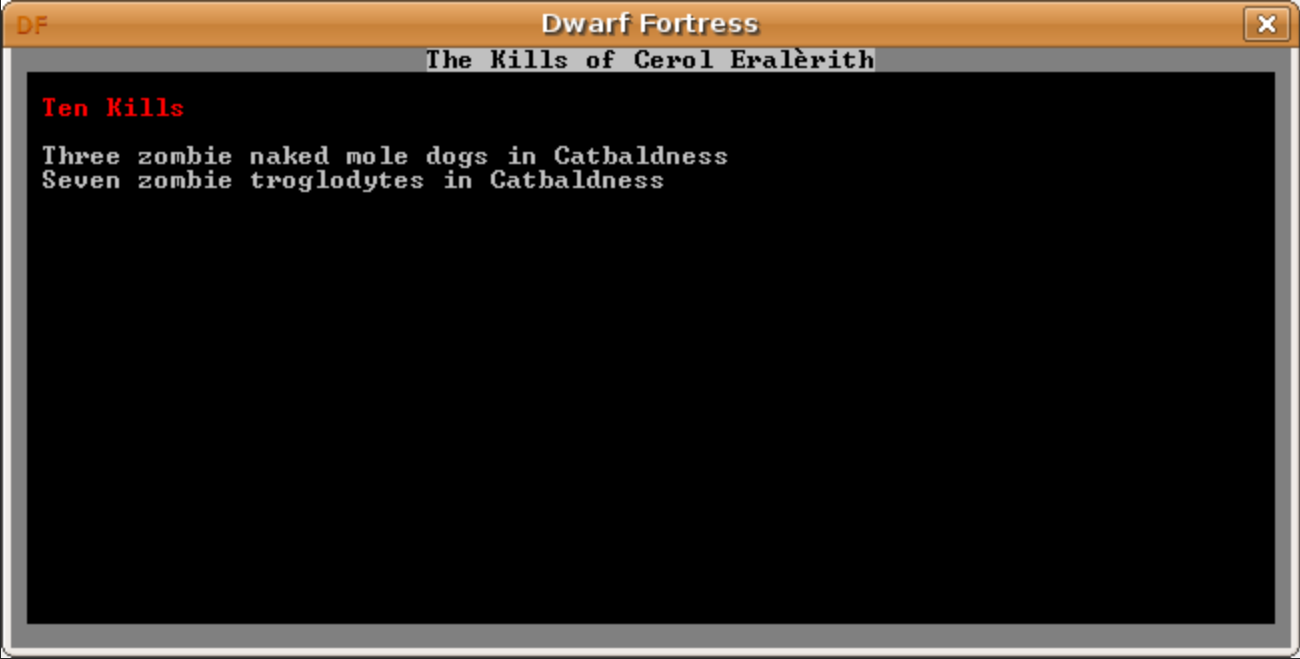 DF
Dwarf Fortress
The Kills of Cerol Eralèrith
Ten Kills
Three zombie naked mole dogs in Catbaldness
Seven zombie troglodytes in Catbaldness